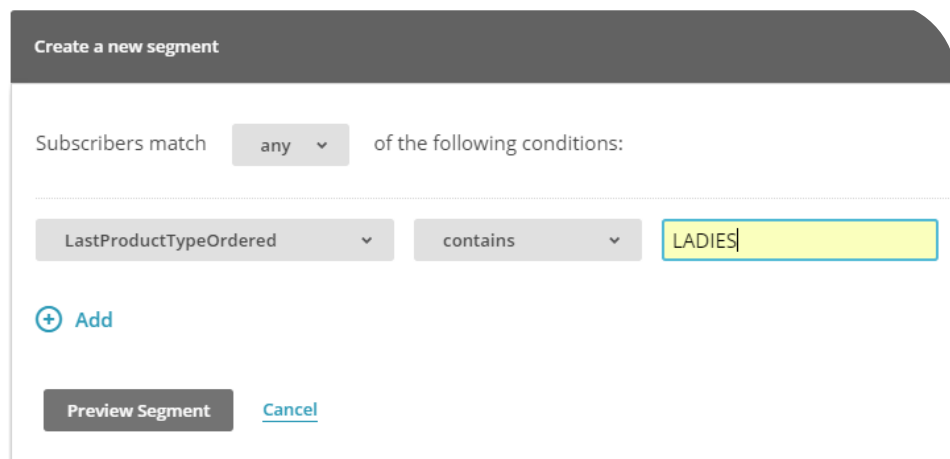 Create a new segment
Subscribers match any of the following conditions:
LastProductTypeOrdered contains LADIES
Add
Preview Segment Cancel